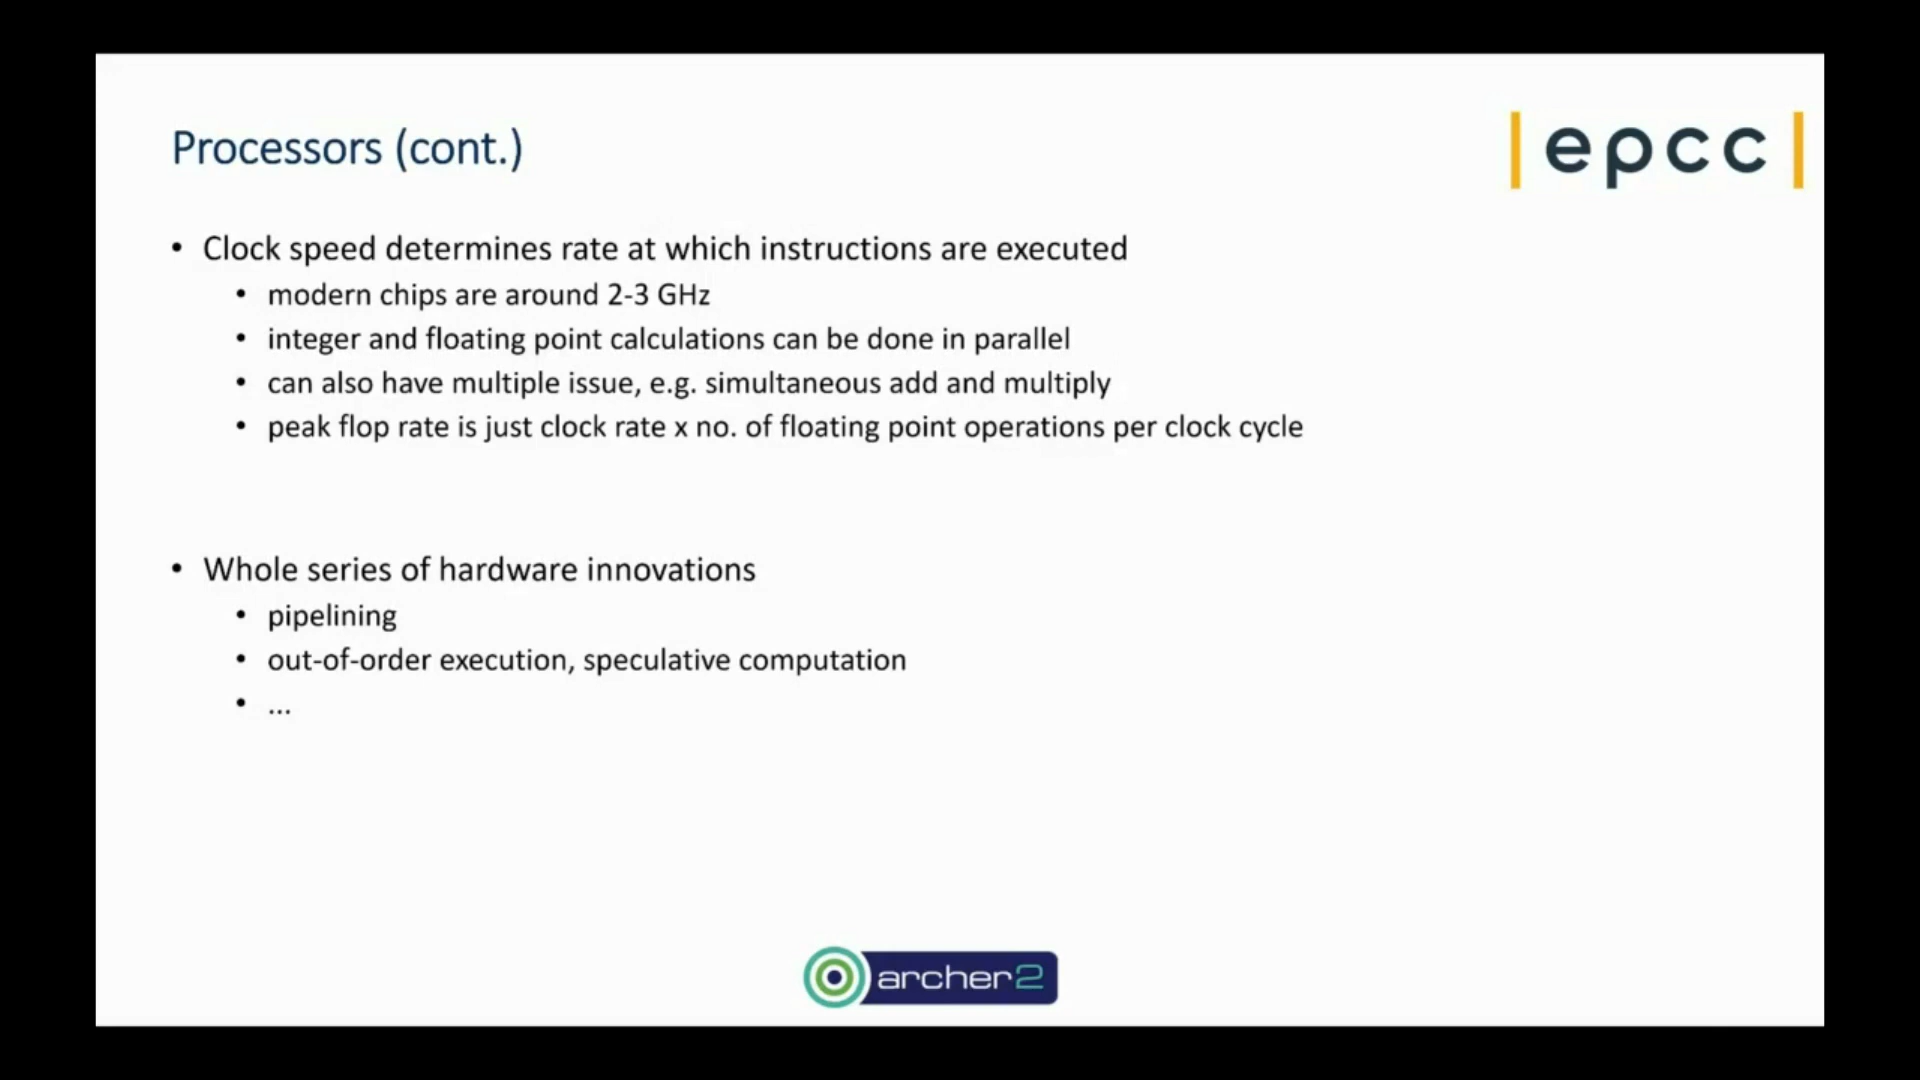 Processors (cont.)
|epcc|
• Clock speed determines rate at which instructions are executed
• modern chips are around 2-3 GHz
• integer and floating point calculations can be done in parallel
• can also have multiple issue, e.g. simultaneous add and multiply
• peak flop rate is just clock rate x no. of floating point operations per clock cycle
• Whole series of hardware innovations
• pipelining
• out-of-order execution, speculative computation
• ...
archer2